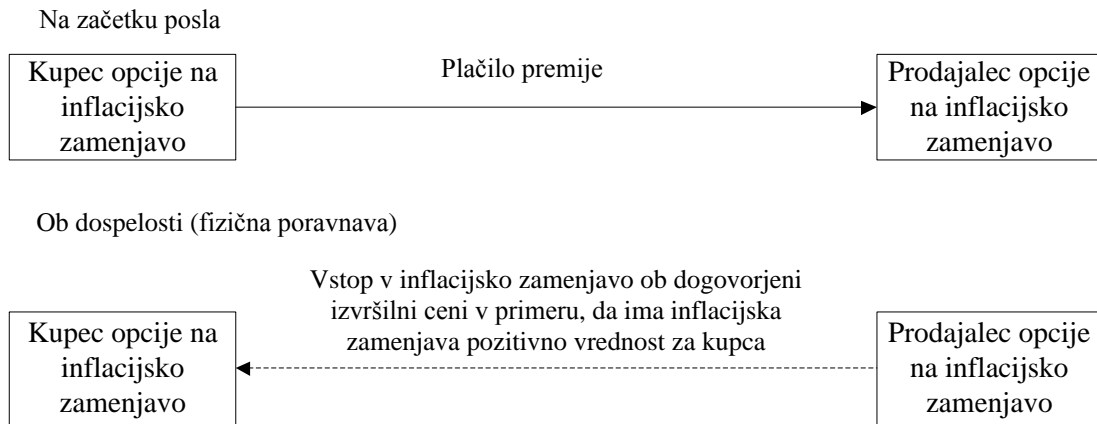 Na začetku posla
Kupec opcije na
inflacijsko
zamenjavo
Plačilo premije
Prodajalec opcije
na inflacijsko
zamenjavo
Ob dospelosti (fizična poravnava)
Kupec opcije na
inflacijsko
zamenjavo
Vstop v inflacijsko zamenjavo ob dogovorjeni
izvršilni ceni v primeru, da ima inflacijska
zamenjava pozitivno vrednost za kupca
Prodajalec opcije
na inflacijsko
zamenjavo